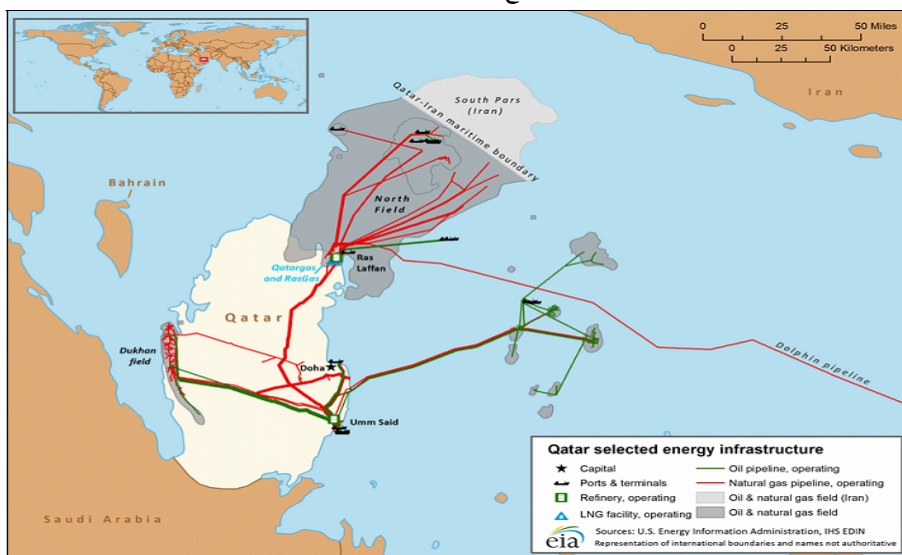 0 25 50 Miles
0 25 50 Kilometers
Iran
South Pars
(Iran)
Qatar-Iran maritime boundary
Bahrain
North
Field
Qatargas
and RasGas
Ras
Laffan
Qatar
Dukhan
field
Doha
Dolphin pipeline
Umm Said
Saudi Arabia
Qatar selected energy infrastructure
Capital
Ports & terminals
Refinery, operating
LNG facility, operating
Oil pipeline, operating
Natural gas pipeline, operating
Oil & natural gas field (Iran)
Oil & natural gas field
eia
Sources: U.S. Energy Information Administration, IHS EDIN
Representation of international boundaries and names not authoritative